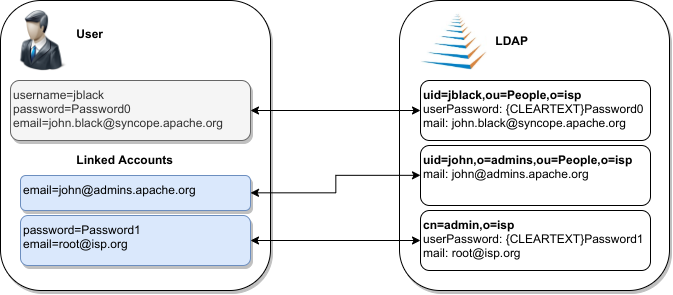 User
username=jblack
password=Password0
email=john.black@syncope.apache.org
Linked Accounts
email=john@admins.apache.org
password=Password1
email=root@isp.org
LDAP
uid=jblack,ou=People,o=isp
userPassword: {CLEARTEXT}Password0
mail: john.black@syncope.apache.org
uid=john,o=admins,ou=People,o=isp
mail: john@admins.apache.org
cn=admin,o=isp
userPassword: {CLEARTEXT}Password1
mail: root@isp.org